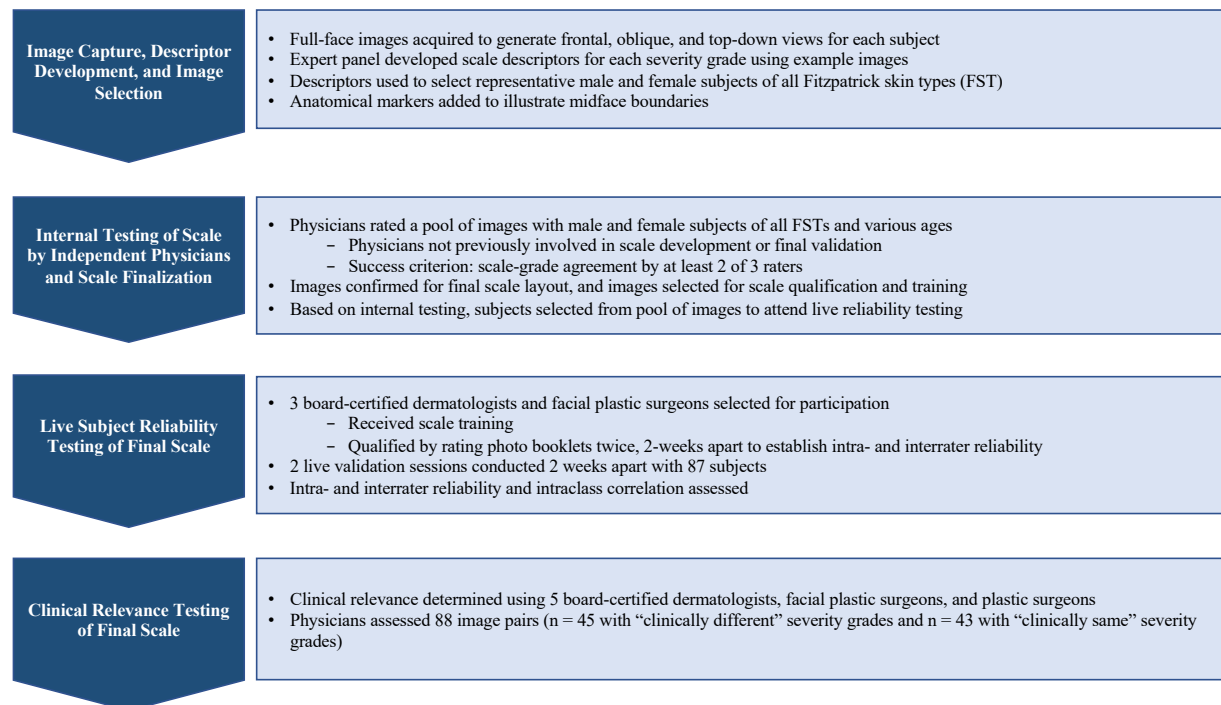 Image Capture, Descriptor
Development, and Image
Selection
• Full-face images acquired to generate frontal, oblique, and top-down views for each subject
• Expert panel developed scale descriptors for each severity grade using example images
• Descriptors used to select representative male and female subjects of all Fitzpatrick skin types (FST)
• Anatomical markers added to illustrate midface boundaries
Internal Testing of Scale
by Independent Physicians
and Scale Finalization
• Physicians rated a pool of images with male and female subjects of all FSTs and various ages
− Physicians not previously involved in scale development or final validation
− Success criterion: scale-grade agreement by at least 2 of 3 raters
• Images confirmed for final scale layout, and images selected for scale qualification and training
• Based on internal testing, subjects selected from pool of images to attend live reliability testing
Live Subject Reliability
Testing of Final Scale
• 3 board-certified dermatologists and facial plastic surgeons selected for participation
− Received scale training
− Qualified by rating photo booklets twice, 2-weeks apart to establish intra- and interrater reliability
• 2 live validation sessions conducted 2 weeks apart with 87 subjects
• Intra- and interrater reliability and intraclass correlation assessed
Clinical Relevance Testing
of Final Scale
• Clinical relevance determined using 5 board-certified dermatologists, facial plastic surgeons, and plastic surgeons
• Physicians assessed 88 image pairs (n = 45 with “clinically different” severity grades and n = 43 with “clinically same” severity
grades)